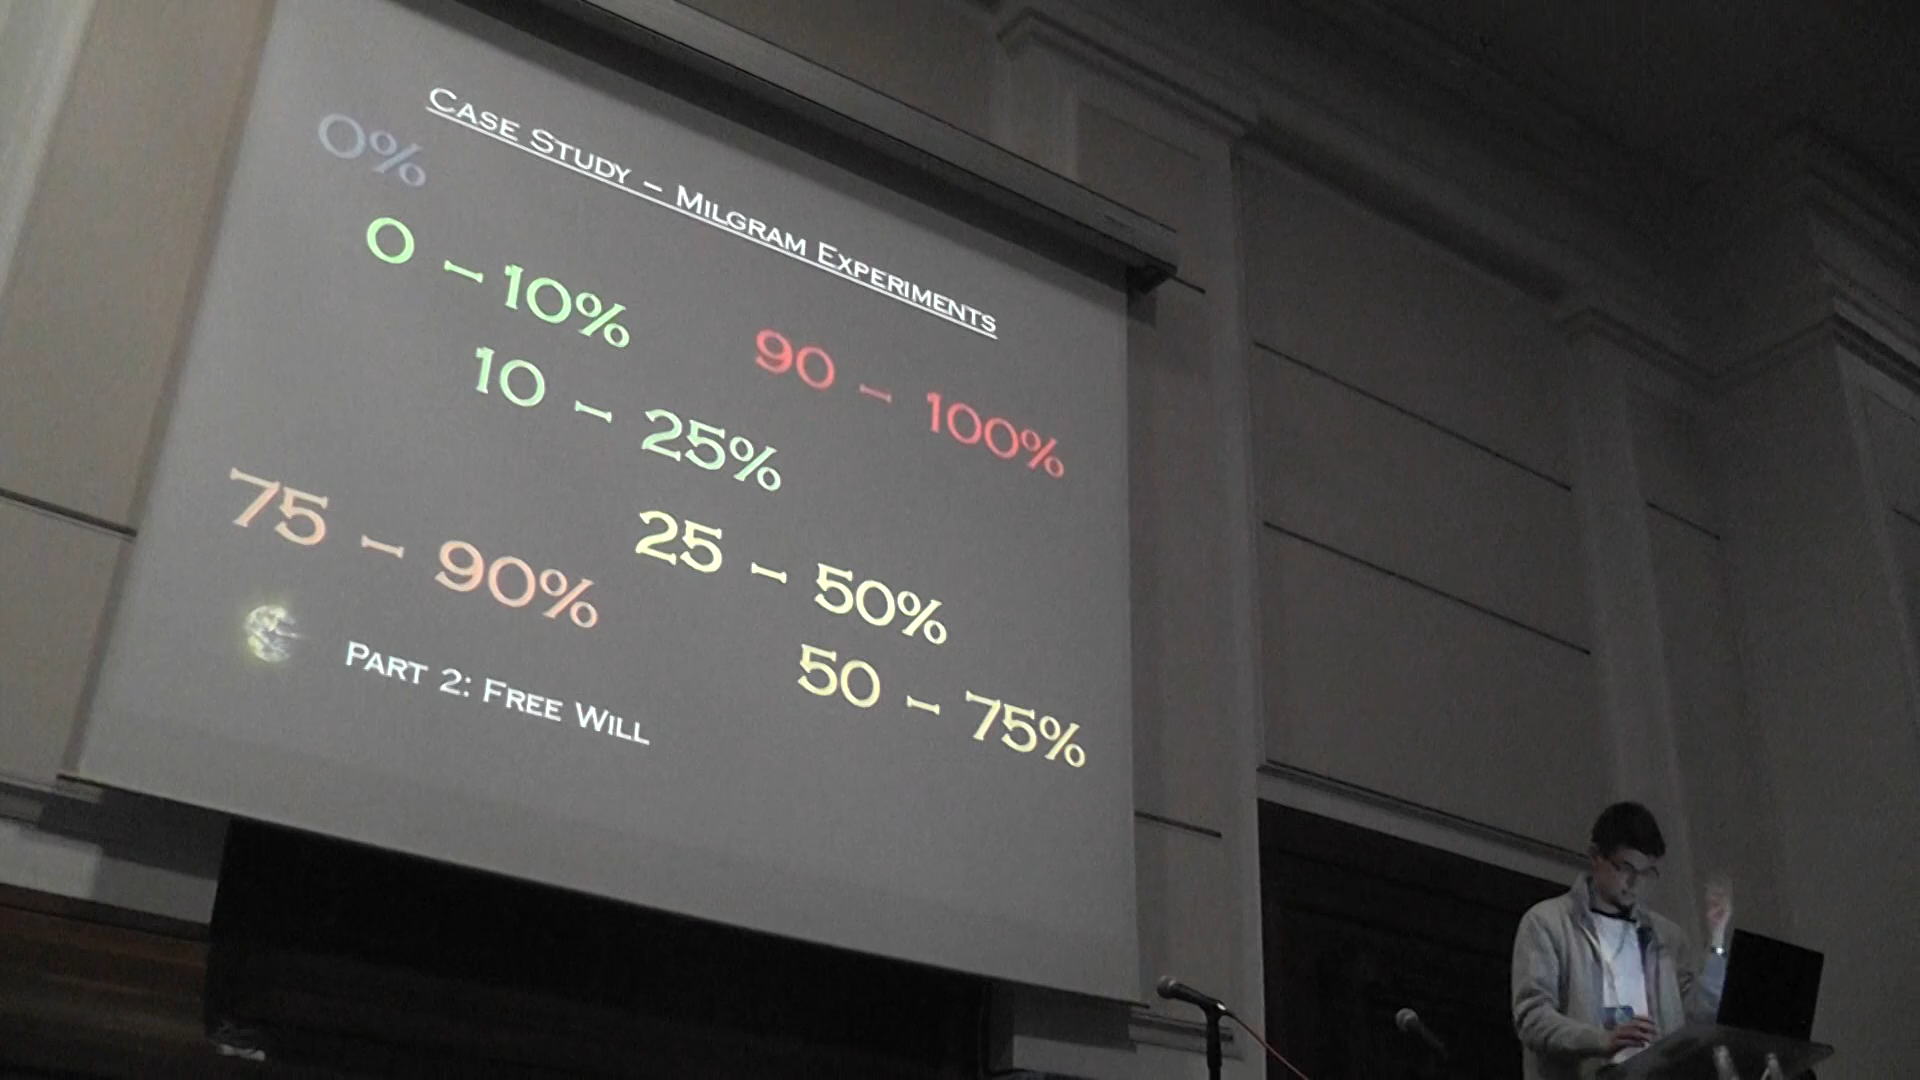 Case Study – Milgram Experiments
0%
0 – 10%
90 – 100%
10 – 25%
75 – 90%
25 – 50%
50 – 75%
Part 2: Free Will